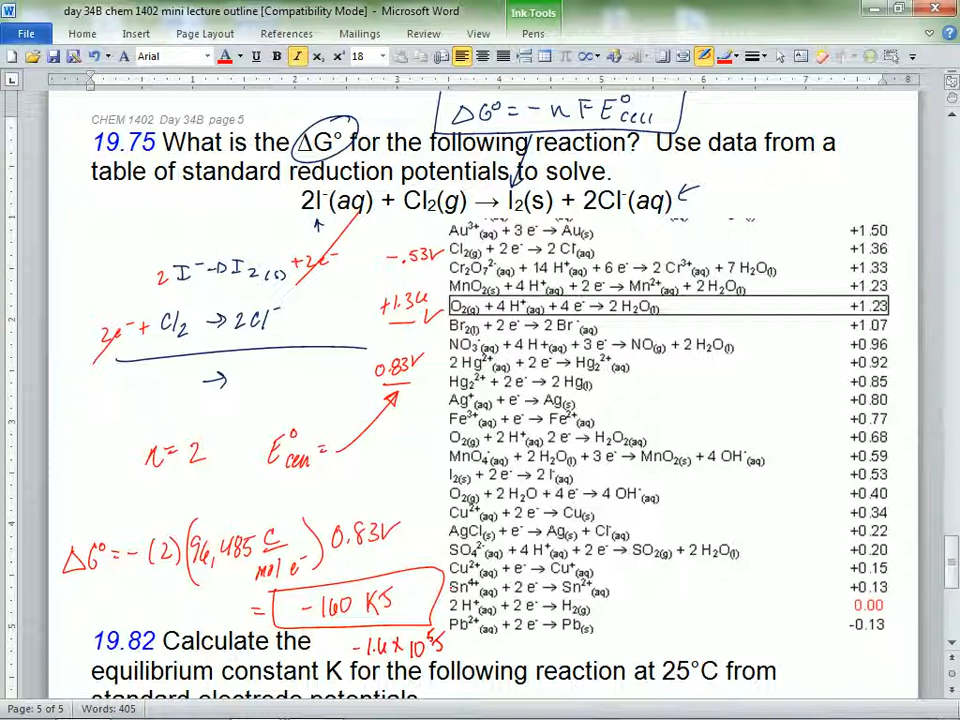 day 34B chem 1402 mini lecture outline [Compatibility Mode] - Microsoft Word
Ink Tools
File Home Insert Page Layout References Mailings Review View Pens
Arial 18
1 2 3 4 5 6 7 8
ΔG° = - n F E°cell
CHEM 1402 Day 34B page 5
19.75 What is the ΔG° for the following reaction? Use data from a
table of standard reduction potentials to solve.
2I⁻(aq) + Cl₂(g) → I₂(s) + 2Cl⁻(aq)
2 I⁻ → I₂(s) + 2e⁻ -.53V
2e⁻ + Cl₂ → 2Cl⁻ +1.36 V
→ 0.83V
n = 2 E°cell =
ΔG° = - (2) (96,485 C/mol e⁻) 0.83V
= -160 KJ
-1.6 x 10⁵ J
Au³⁺(aq) + 3 e⁻ → Au(s) +1.50
Cl₂(g) + 2 e⁻ → 2 Cl⁻(aq) +1.36
Cr₂O₇²⁻(aq) + 14 H⁺(aq) + 6 e⁻ → 2 Cr³⁺(aq) + 7 H₂O(l) +1.33
MnO₂(s) + 4 H⁺(aq) + 2 e⁻ → Mn²⁺(aq) + 2 H₂O(l) +1.23
O₂(g) + 4 H⁺(aq) + 4 e⁻ → 2 H₂O(l) +1.23
Br₂(l) + 2 e⁻ → 2 Br⁻(aq) +1.07
NO₃⁻(aq) + 4 H+(aq) + 3 e⁻ → NO(g) + 2 H₂O(l) +0.96
2 Hg²⁺(aq) + 2 e⁻ → Hg₂²⁺(aq) +0.92
Hg₂²⁺(aq) + 2 e⁻ → 2 Hg(l) +0.85
Ag⁺(aq) + e⁻ → Ag(s) +0.80
Fe³⁺(aq) + e⁻ → Fe²⁺(aq) +0.77
O₂(g) + 2 H⁺(aq) 2 e⁻ → H₂O₂(aq) +0.68
MnO₄⁻(aq) + 2 H₂O(l) + 3 e⁻ → MnO₂(s) + 4 OH⁻(aq) +0.59
I₂(s) + 2 e⁻ → 2 I⁻(aq) +0.53
O₂(g) + 2 H₂O + 4 e⁻ → 4 OH⁻(aq) +0.40
Cu²⁺(aq) + 2 e⁻ → Cu(s) +0.34
AgCl(s) + e⁻ → Ag(s) + Cl⁻(aq) +0.22
SO₄²⁻(aq) + 4 H⁺(aq) + 2 e⁻ → SO₂(g) + 2 H₂O(l) +0.20
Cu²⁺(aq) + e⁻ → Cu⁺(aq) +0.15
Sn⁴⁺(aq) + 2 e⁻ → Sn²⁺(aq) +0.13
2 H⁺(aq) + 2 e⁻ → H₂(g) 0.00
Pb²⁺(aq) + 2 e⁻ → Pb(s) -0.13
19.82 Calculate the
equilibrium constant K for the following reaction at 25°C from
standard electrode potentials
Page: 5 of 5 Words: 405